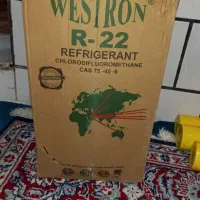 WESTRON®
R-22
REFRIGERANT
CHLORODIFLUOROMETHANE
CAS-75.-45 -6